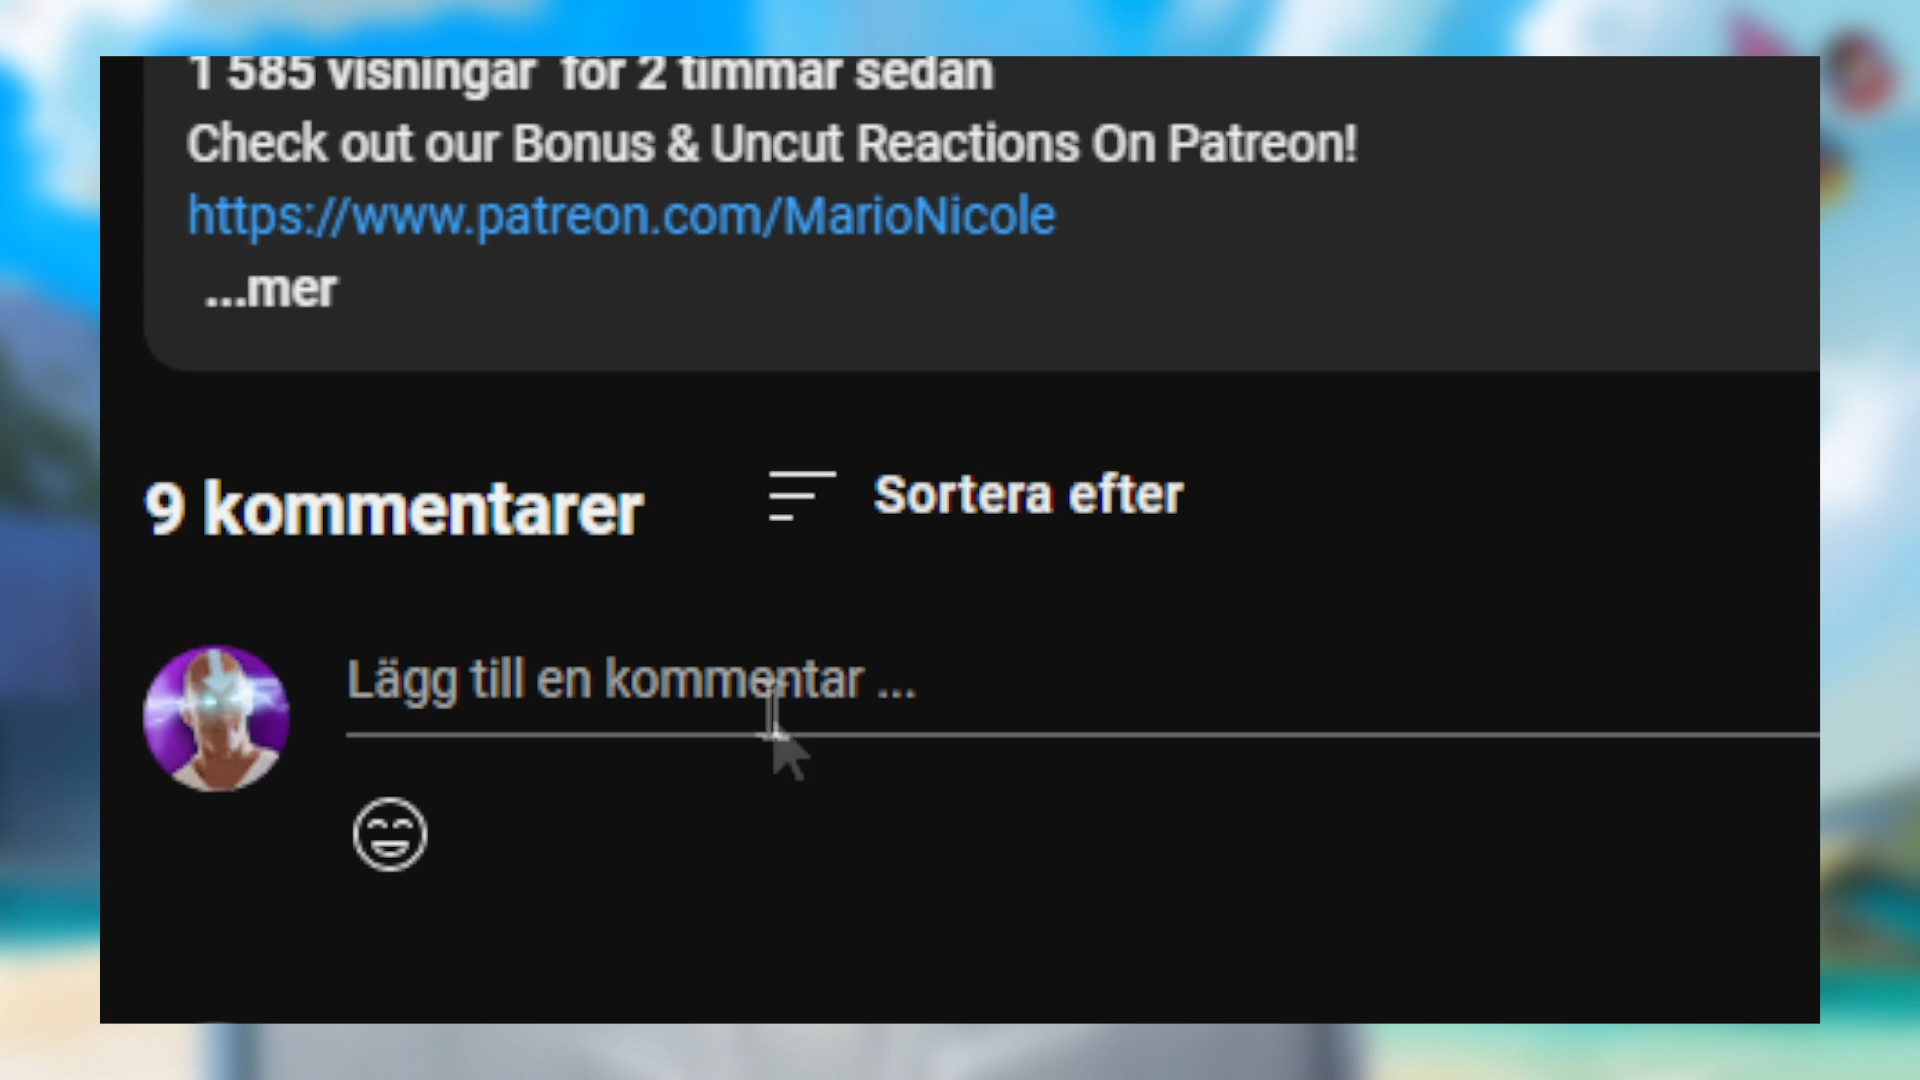 1 585 visningar för 2 timmar sedan
Check out our Bonus & Uncut Reactions On Patreon!
https://www.patreon.com/MarioNicole
...mer
9 kommentarer
Sortera efter
Lägg till en kommentar ...